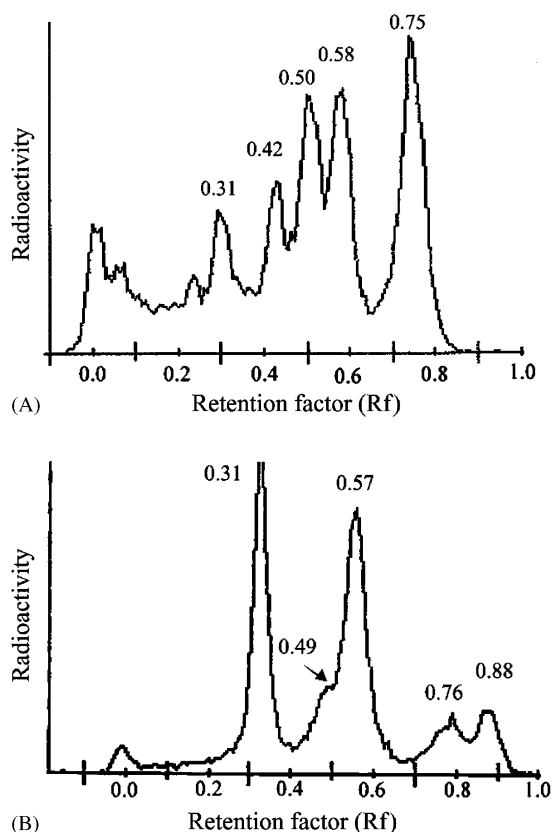 0.75
0.58
0.50
0.42
0.31
Radioactivity
0.0 0.2 0.4 0.6 0.8 1.0
(A) Retention factor (Rf)
0.31 0.57
0.49
0.76 0.88
Radioactivity
0.0 0.2 0.4 0.6 0.8 1.0
(B) Retention factor (Rf)